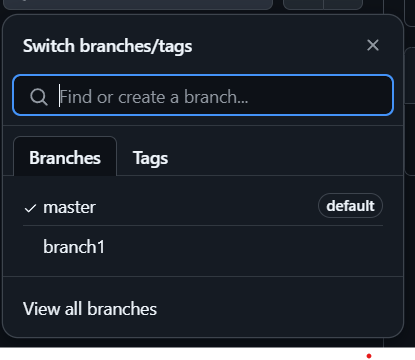 Switch branches/tags
Find or create a branch...
Branches Tags
master default
branch1
View all branches